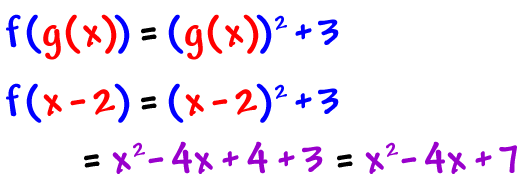 f(g(x)) = (g(x))² + 3
f(x - 2) = (x - 2)² + 3
= x² - 4x + 4 + 3 = x² - 4x + 7